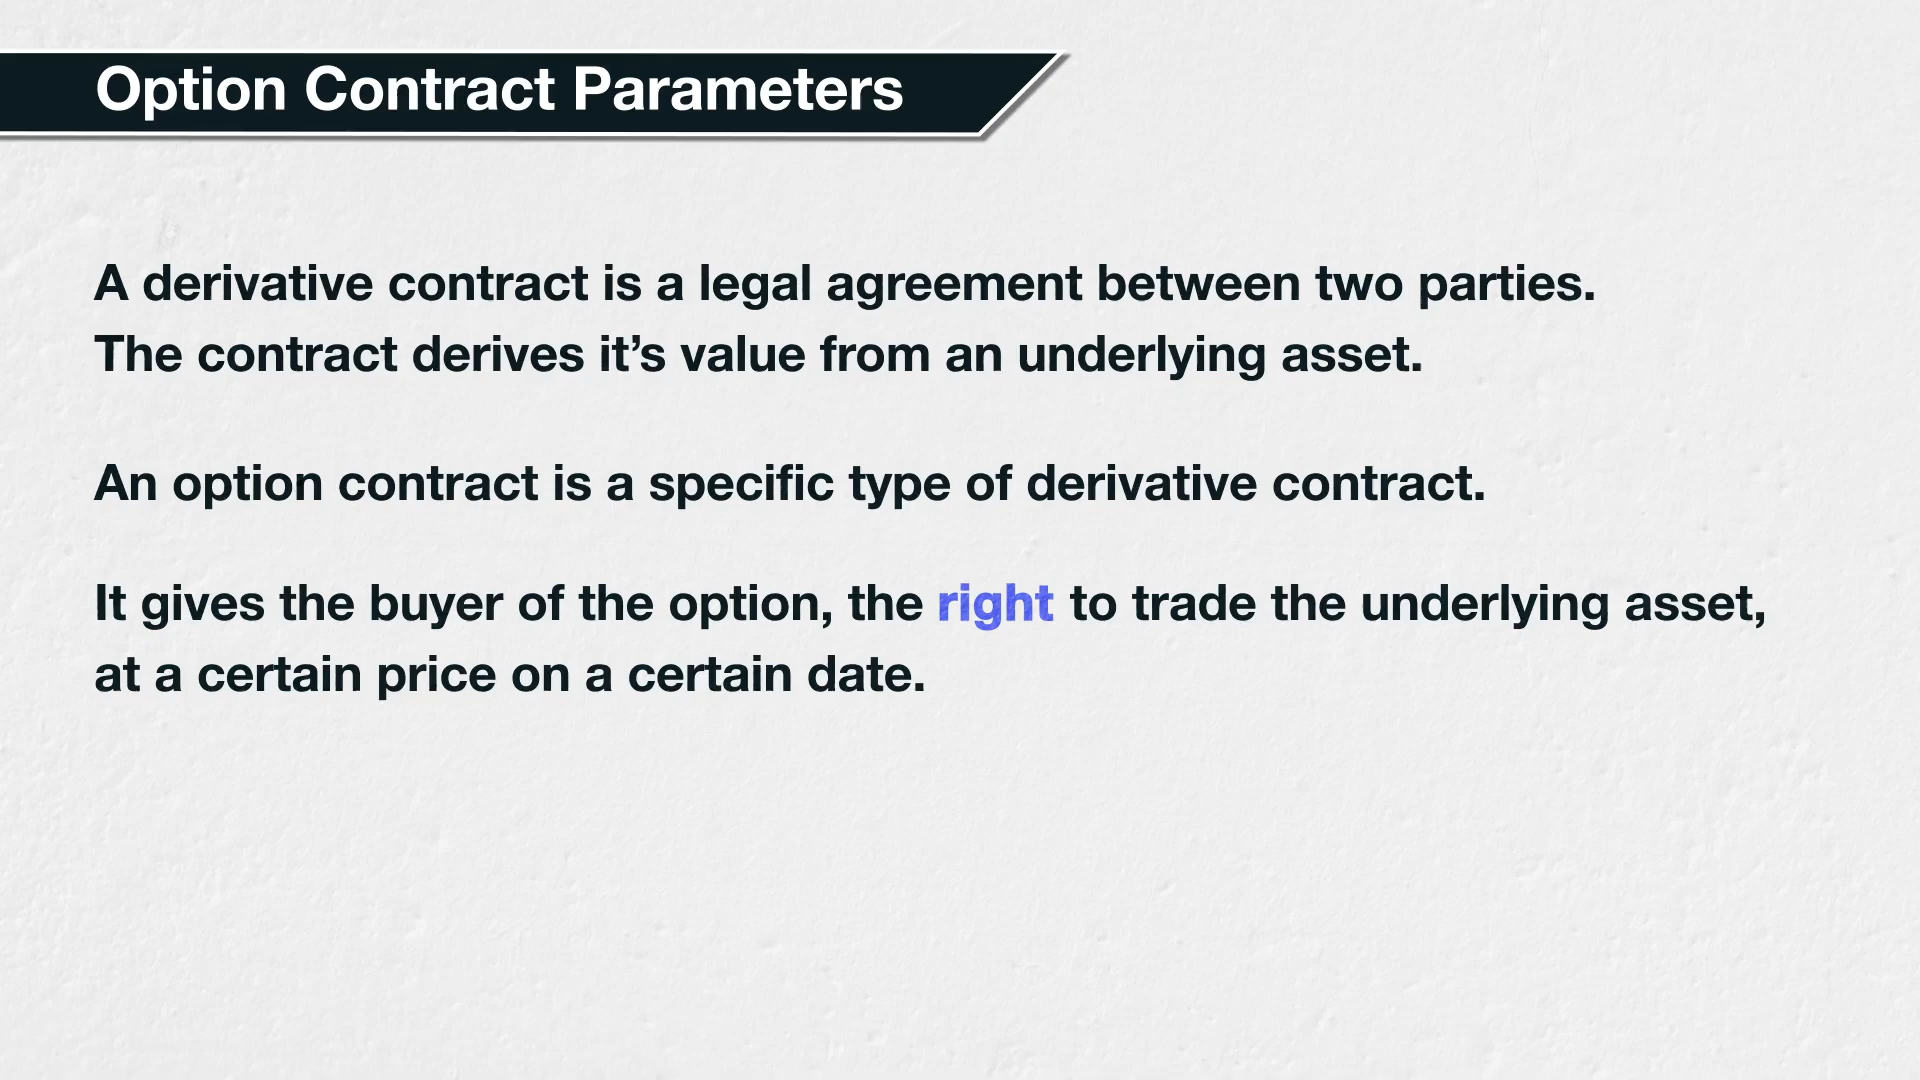 Option Contract Parameters
A derivative contract is a legal agreement between two parties.
The contract derives it’s value from an underlying asset.
An option contract is a specific type of derivative contract.
It gives the buyer of the option, the right to trade the underlying asset,
at a certain price on a certain date.